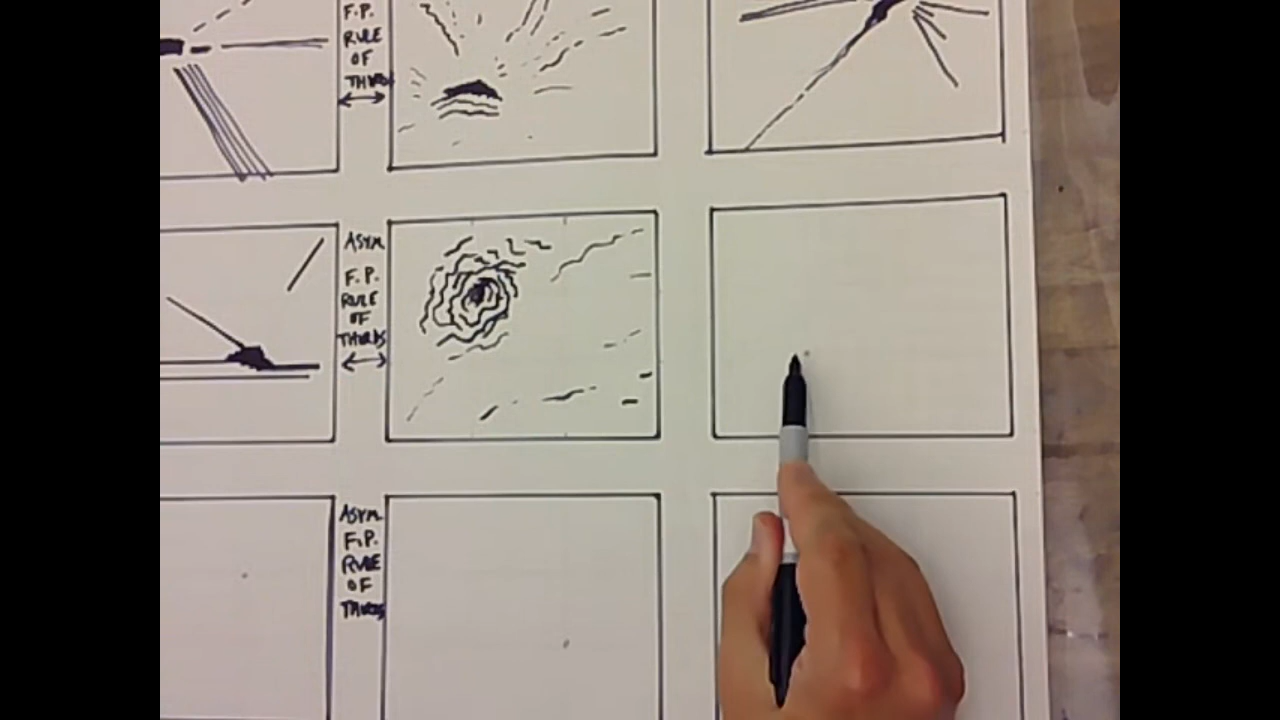 F.P.
RULE
OF
THIRDS
ASYM.
F.P.
RULE
OF
THIRDS
ASYM.
F.P.
RULE
OF
THIRDS